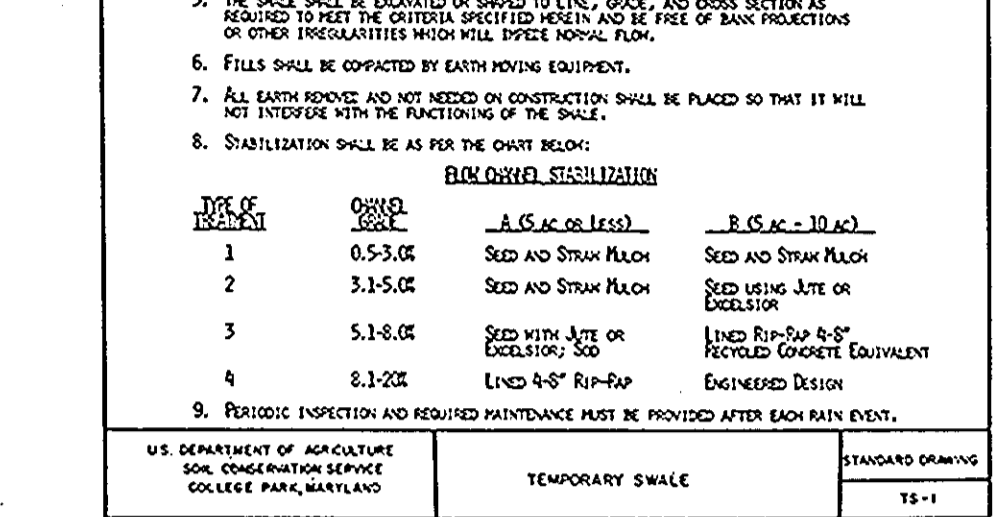 5. THE SWALE SHALL BE EXCAVATED OR SHAPED TO LINE, GRADE, AND CROSS SECTION AS
REQUIRED TO MEET THE CRITERIA SPECIFIED HEREIN AND BE FREE OF BANK PROJECTIONS
OR OTHER IRREGULARITIES WHICH WILL IMPEDE NORMAL FLOW.
6. FILLS SHALL BE COMPACTED BY EARTH MOVING EQUIPMENT.
7. ALL EARTH REMOVED AND NOT NEEDED ON CONSTRUCTION SHALL BE PLACED SO THAT IT WILL
NOT INTERFERE WITH THE FUNCTIONING OF THE SWALE.
8. STABILIZATION SHALL BE AS PER THE CHART BELOW:
FLOW CHANNEL STABILIZATION
TYPE OF TREATMENT CHANNEL GRADE A (5 AC OR LESS) B (5 AC - 10 AC)
1 0.5-3.0% SEED AND STRAW MULCH SEED AND STRAW MULCH
2 3.1-5.0% SEED AND STRAW MULCH SEED USING JUTE OR
EXCELSIOR
3 5.1-8.0% SEED WITH JUTE OR LINED RIP-RAP 4-8"
EXCELSIOR; SOD RECYCLED CONCRETE EQUIVALENT
4 8.1-20% LINED 4-8" RIP-RAP ENGINEERED DESIGN
9. PERIODIC INSPECTION AND REQUIRED MAINTENANCE MUST BE PROVIDED AFTER EACH RAIN EVENT.
U.S. DEPARTMENT OF AGRICULTURE
SOIL CONSERVATION SERVICE
COLLEGE PARK, MARYLAND
TEMPORARY SWALE
STANDARD DRAWING
TS-1